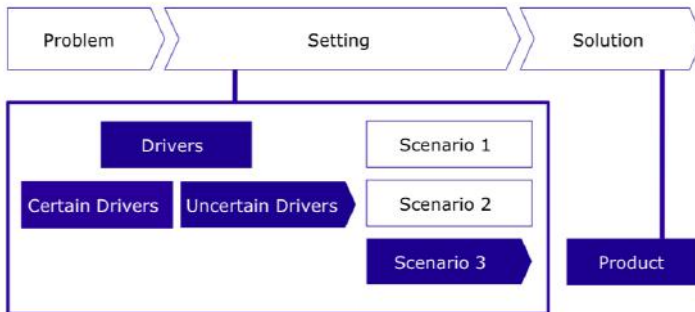 Problem
Setting
Solution
Drivers
Certain Drivers
Uncertain Drivers
Scenario 1
Scenario 2
Scenario 3
Product